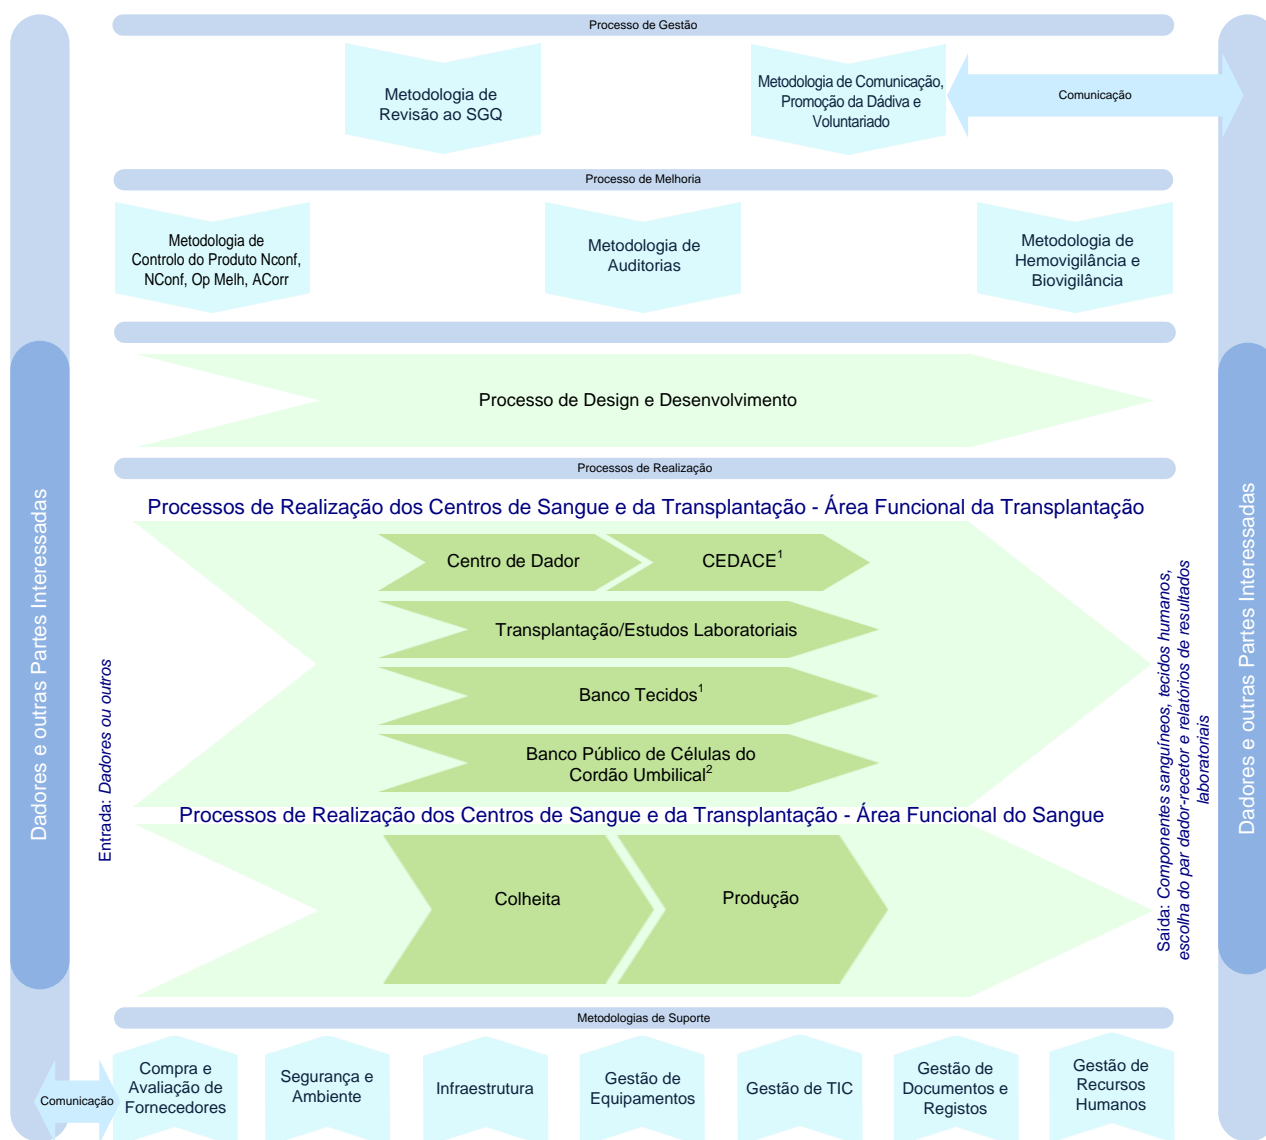 Processo de Gestão
Metodologia de
Revisão ao SGQ
Metodologia de Comunicação,
Promoção da Dádiva e
Voluntariado
Comunicação
Processo de Melhoria
Metodologia de
Controlo do Produto Nconf,
NConf, Op Melh, ACorr
Metodologia de
Auditorias
Metodologia de
Hemovigilância e
Biovigilância
Processo de Design e Desenvolvimento
Processos de Realização
Processos de Realização dos Centros de Sangue e da Transplantação - Área Funcional da Transplantação
Centro de Dador
CEDACE¹
Transplantação/Estudos Laboratoriais
Banco Tecidos¹
Banco Público de Células do
Cordão Umbilical²
Processos de Realização dos Centros de Sangue e da Transplantação - Área Funcional do Sangue
Colheita
Produção
Dadores e outras Partes Interessadas
Entrada: Dadores ou outros
Saída: Componentes sanguíneos, tecidos humanos,
escolha do par dador-recetor e relatórios de resultados
laboratoriais
Dadores e outras Partes Interessadas
Metodologias de Suporte
Comunicação
Compra e
Avaliação de
Fornecedores
Segurança e
Ambiente
Infraestrutura
Gestão de
Equipamentos
Gestão de TIC
Gestão de
Documentos e
Registos
Gestão de
Recursos
Humanos